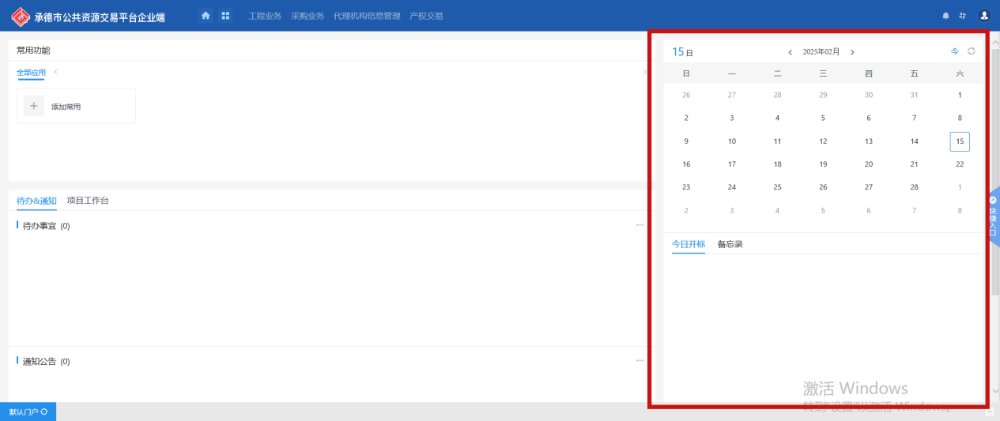 承德市公共资源交易平台企业端 工程业务 采购业务 代理机构信息管理 产权交易
常用功能
全部应用
添加常用
待办&通知 项目工作台
待办事宜 (0)
通知公告 (0)
默认门户
15日 2025年02月 今
日 一 二 三 四 五 六
26 27 28 29 30 31 1
2 3 4 5 6 7 8
9 10 11 12 13 14 15
16 17 18 19 20 21 22
23 24 25 26 27 28 1
2 3 4 5 6 7 8
今日开标 备忘录
快捷入口
激活 Windows
转到"设置"以激活 Windows。